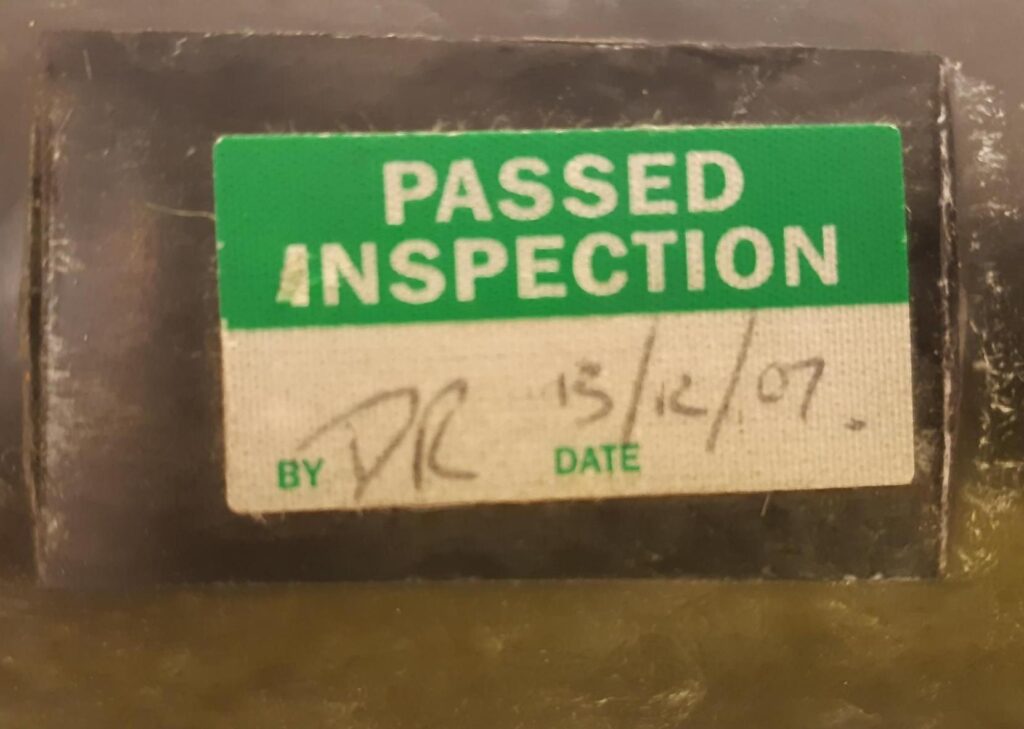 PASSED
INSPECTION
BY DR DATE 13/12/07.